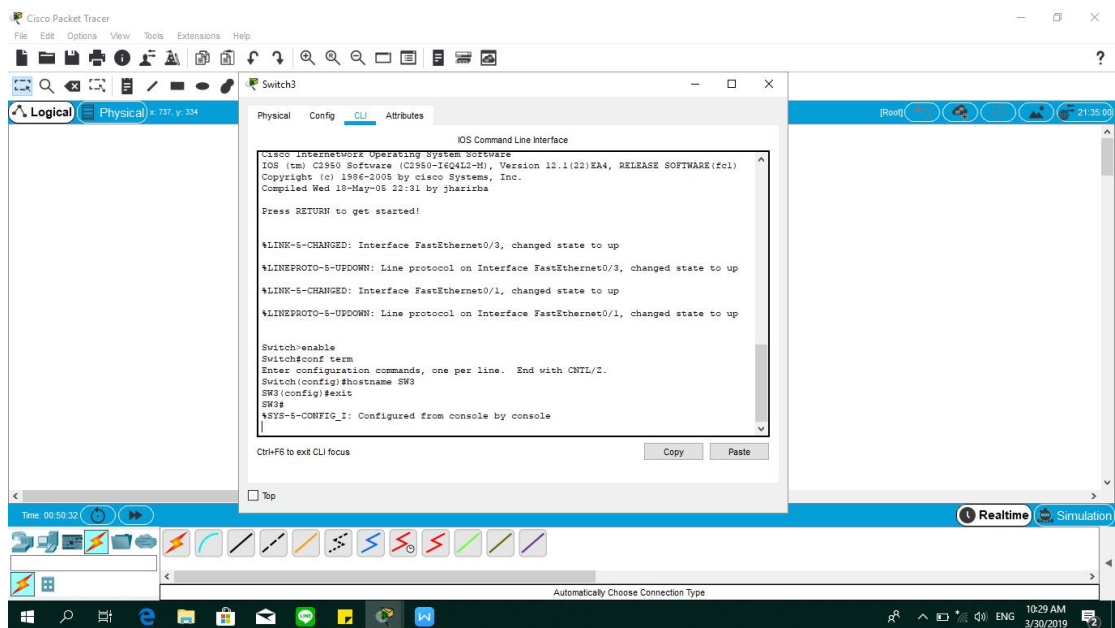 Cisco Packet Tracer
File Edit Options View Tools Extensions Help
?
Switch3
Logical Physical x: 737, y: 334
[Root] 21:35:00
Physical Config CLI Attributes
IOS Command Line Interface
Cisco Internetwork Operating System Software
IOS (tm) C2950 Software (C2950-I6Q4L2-M), Version 12.1(22)EA4, RELEASE SOFTWARE(fc1)
Copyright (c) 1986-2005 by cisco Systems, Inc.
Compiled Wed 18-May-05 22:31 by jharirba
Press RETURN to get started!
%LINK-5-CHANGED: Interface FastEthernet0/3, changed state to up
%LINEPROTO-5-UPDOWN: Line protocol on Interface FastEthernet0/3, changed state to up
%LINK-5-CHANGED: Interface FastEthernet0/1, changed state to up
%LINEPROTO-5-UPDOWN: Line protocol on Interface FastEthernet0/1, changed state to up
Switch>enable
Switch#conf term
Enter configuration commands, one per line. End with CNTL/Z.
Switch(config)#hostname SW3
SW3(config)#exit
SW3#
%SYS-5-CONFIG_I: Configured from console by console
Ctrl+F6 to exit CLI focus
Copy Paste
Top
Time: 00:50:32
Realtime Simulation
Automatically Choose Connection Type
ENG
10:29 AM
3/30/2019
2